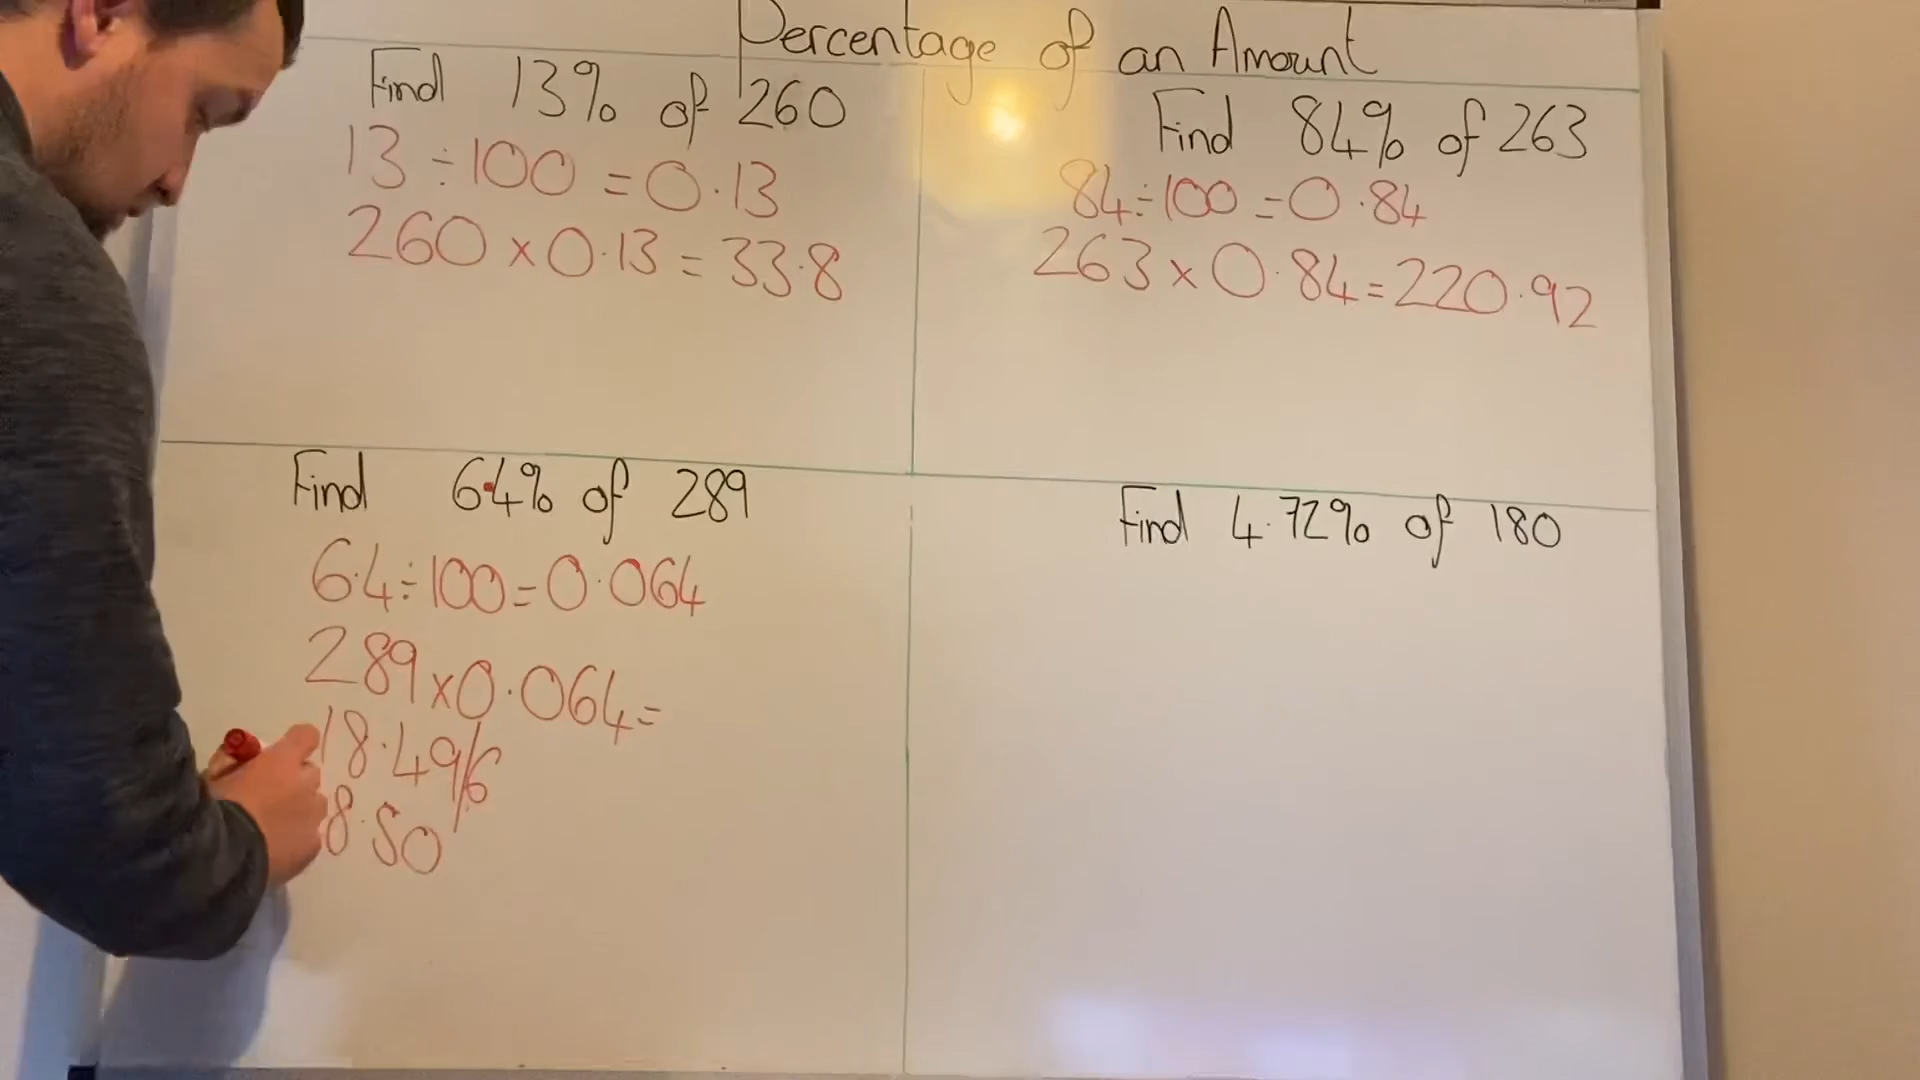 Percentage of an Amount
Find 13% of 260
13 ÷ 100 = 0.13
260 × 0.13 = 33.8
Find 84% of 263
84 ÷ 100 = 0.84
263 × 0.84 = 220.92
Find 6.4% of 289
6.4 ÷ 100 = 0.064
289 × 0.064 =
18.496
8.50
Find 4.72% of 180